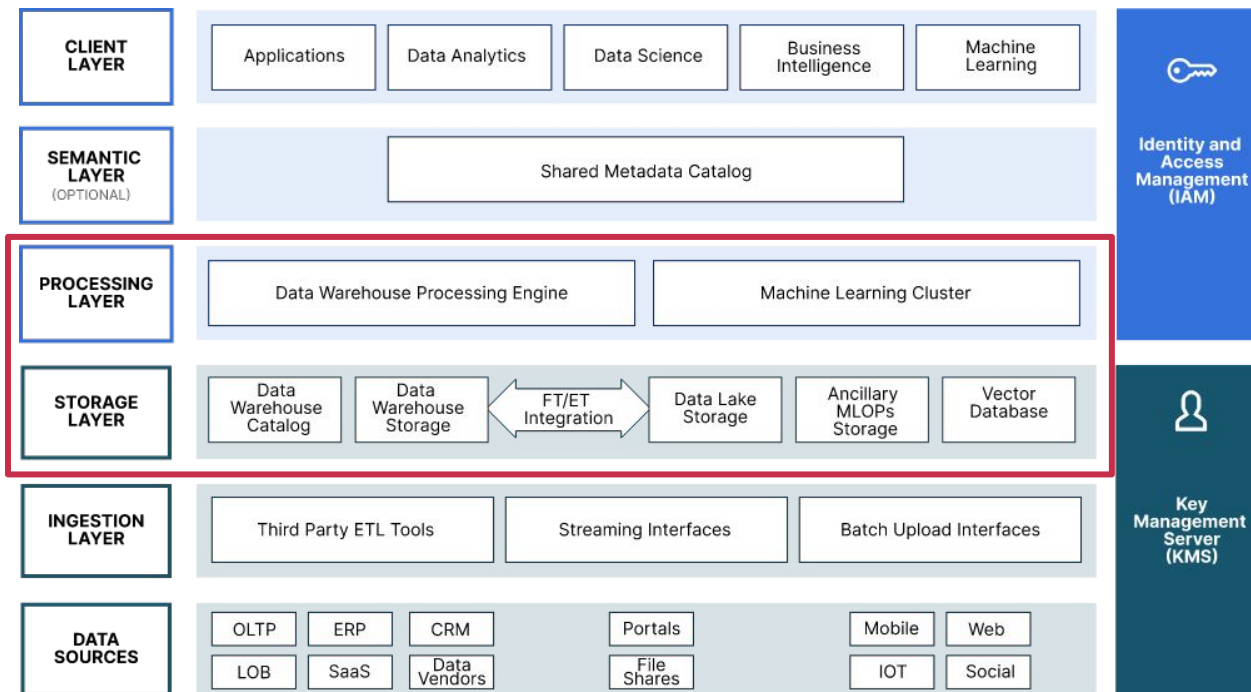 CLIENT
LAYER
Applications
Data Analytics
Data Science
Business
Intelligence
Machine
Learning
SEMANTIC
LAYER
(OPTIONAL)
Shared Metadata Catalog
Identity and
Access
Management
(IAM)
PROCESSING
LAYER
Data Warehouse Processing Engine
Machine Learning Cluster
STORAGE
LAYER
Data
Warehouse
Catalog
Data
Warehouse
Storage
FT/ET
Integration
Data Lake
Storage
Ancillary
MLOPs
Storage
Vector
Database
INGESTION
LAYER
Third Party ETL Tools
Streaming Interfaces
Batch Upload Interfaces
Key
Management
Server
(KMS)
DATA
SOURCES
OLTP
ERP
CRM
Portals
Mobile
Web
LOB
SaaS
Data
Vendors
File
Shares
IOT
Social